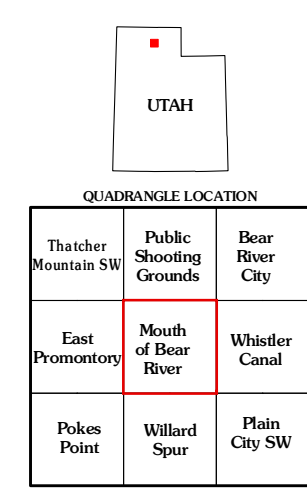 UTAH
QUADRANGLE LOCATION
Thatcher
Mountain SW
Public
Shooting
Grounds
Bear
River
City
East
Promontory
Mouth
of Bear
River
Whistler
Canal
Pokes
Point
Willard
Spur
Plain
City SW